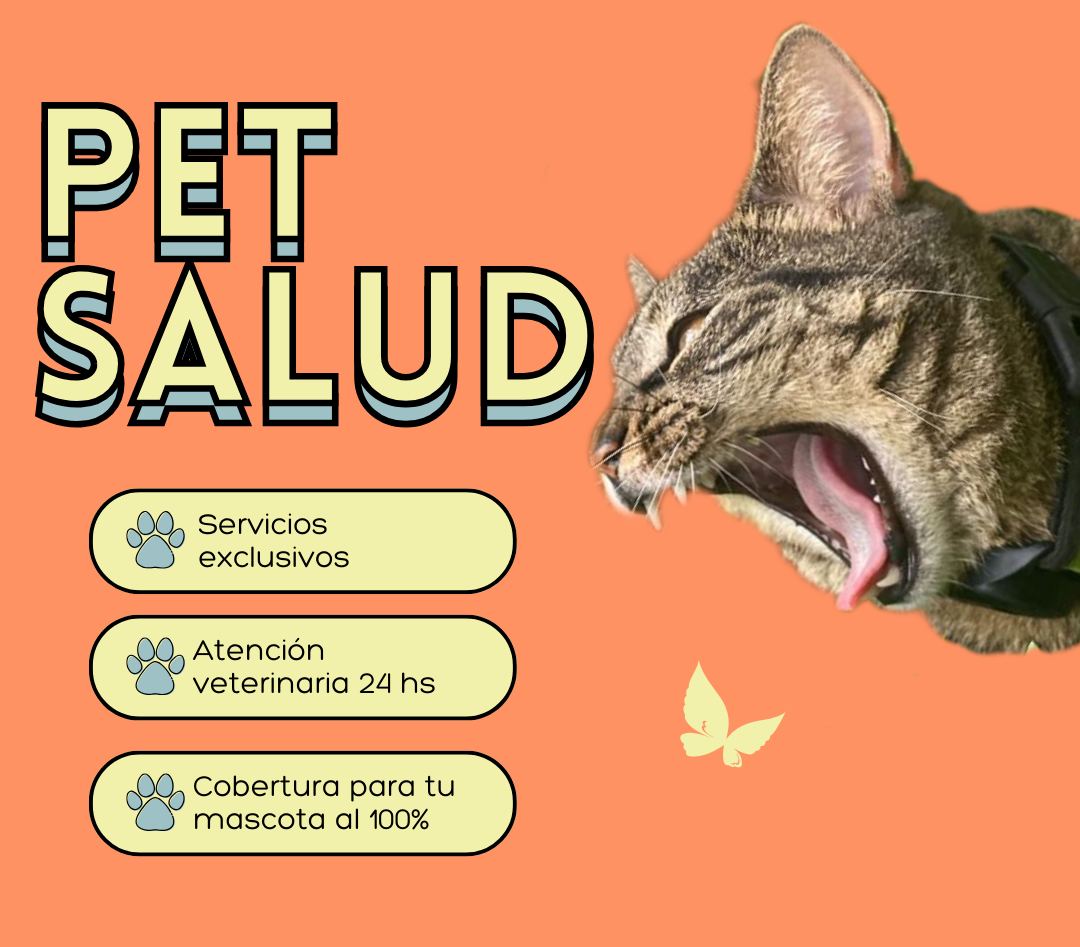 PET
SALUD
Servicios
exclusivos
Atención
veterinaria 24 hs
Cobertura para tu
mascota al 100%